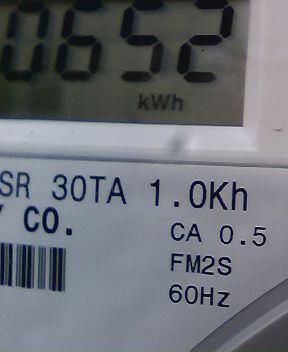 0652
kWh
SR 30TA 1.0Kh
Y CO.
CA 0.5
FM2S
60Hz